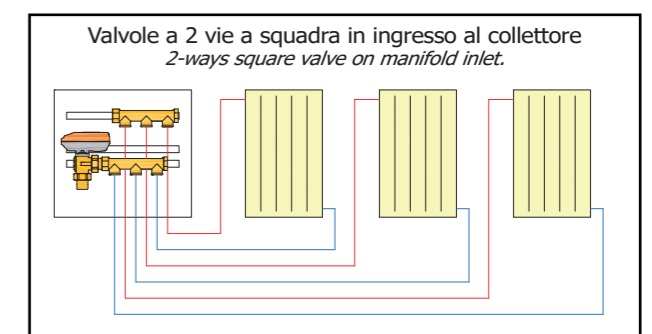 Valvole a 2 vie a squadra in ingresso al collettore
2-ways square valve on manifold inlet.